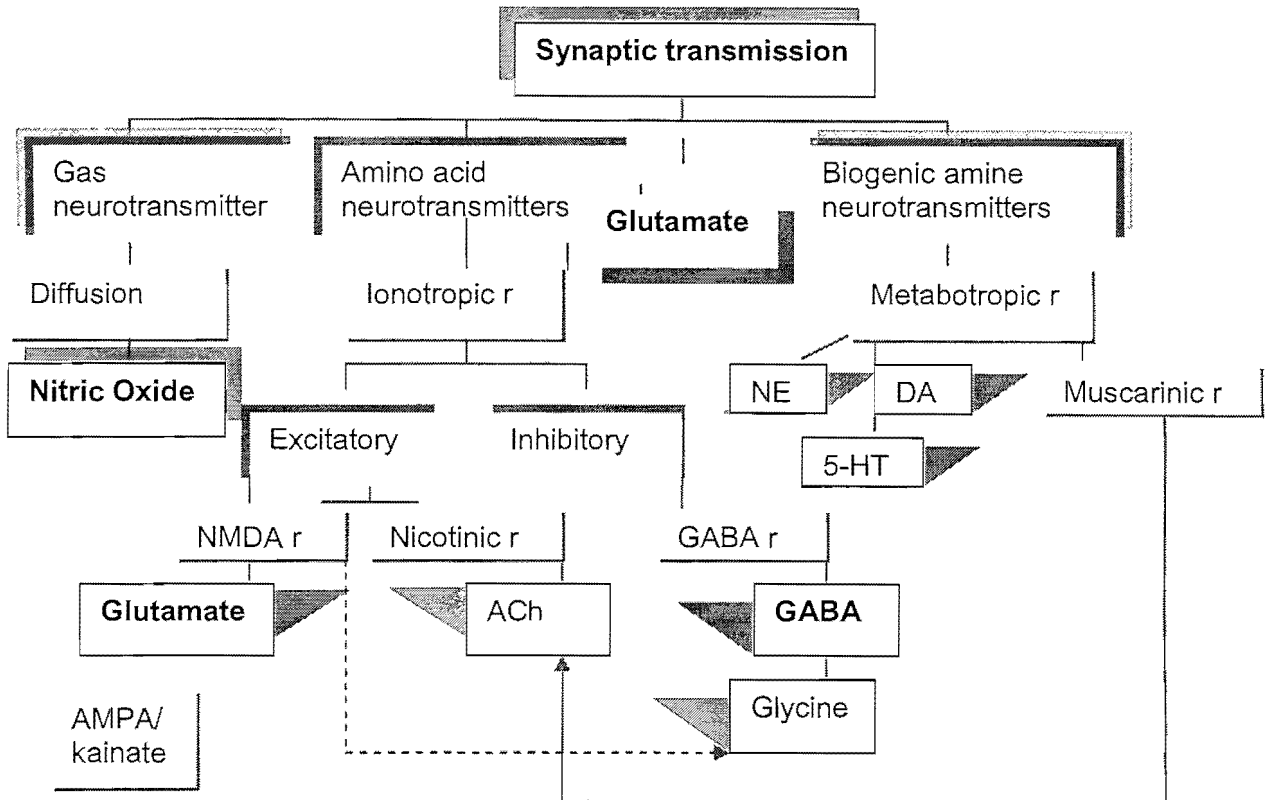 Synaptic transmission
Gas
neurotransmitter
Amino acid
neurotransmitters
Glutamate
Biogenic amine
neurotransmitters
Diffusion
Ionotropic r
Metabotropic r
Nitric Oxide
NE
DA
Muscarinic r
Excitatory
Inhibitory
5-HT
NMDA r
Nicotinic r
GABA r
Glutamate
ACh
GABA
Glycine
AMPA/
kainate